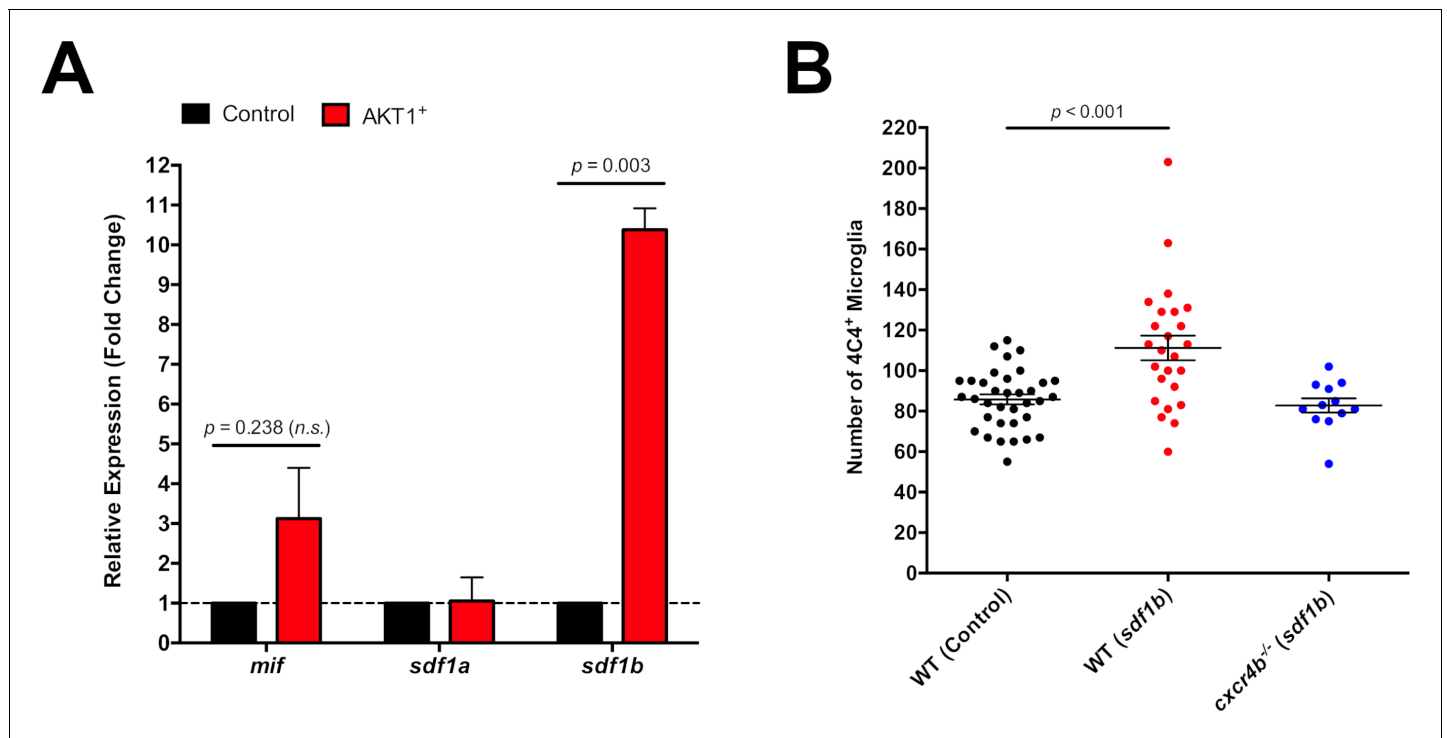 A
Control AKT1+
Relative Expression (Fold Change)
12
11
10
9
8
7
6
5
4
3
2
1
0
p = 0.238 (n.s.)
p = 0.003
mif sdf1a sdf1b
B
p < 0.001
Number of 4C4+ Microglia
220
200
180
160
140
120
100
80
60
40
20
0
WT (Control)
WT (sdf1b)
cxcr4b-/- (sdf1b)